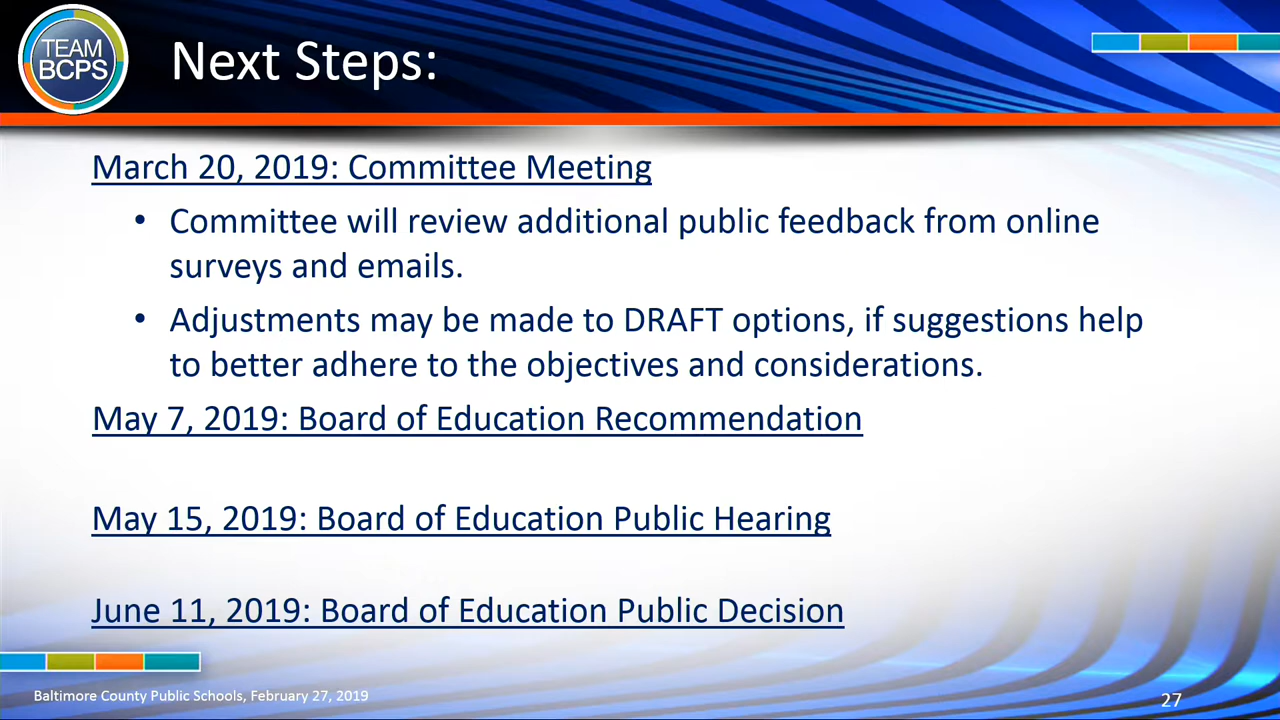 TEAM
BCPS
Next Steps:
March 20, 2019: Committee Meeting
• Committee will review additional public feedback from online
surveys and emails.
• Adjustments may be made to DRAFT options, if suggestions help
to better adhere to the objectives and considerations.
May 7, 2019: Board of Education Recommendation
May 15, 2019: Board of Education Public Hearing
June 11, 2019: Board of Education Public Decision
Baltimore County Public Schools, February 27, 2019
27